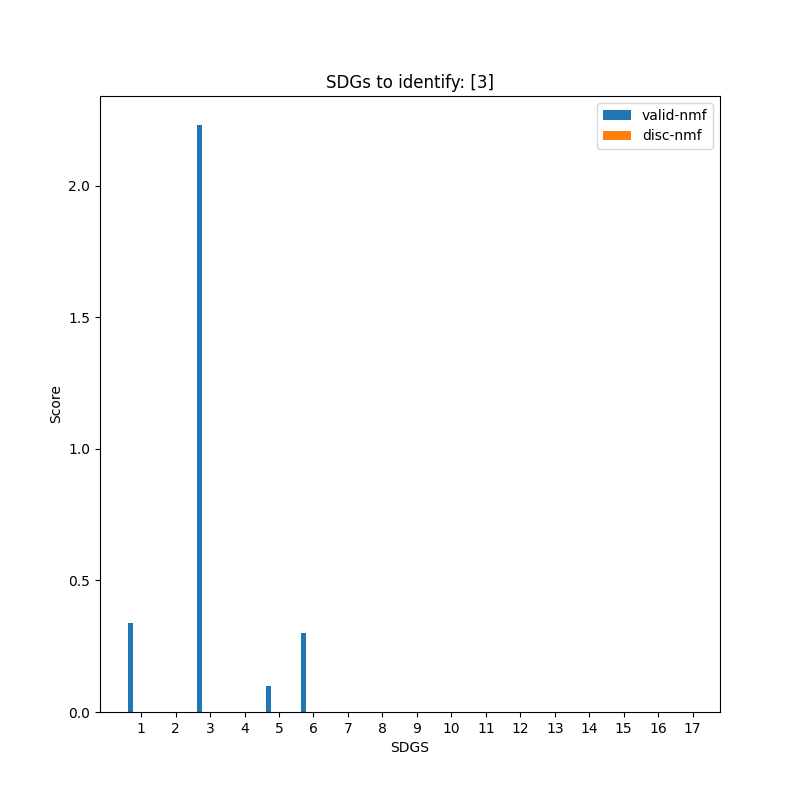 SDGs to identify: [3]
valid-nmf
disc-nmf
2.0
1.5
1.0
0.5
0.0
Score
1 2 3 4 5 6 7 8 9 10 11 12 13 14 15 16 17
SDGS